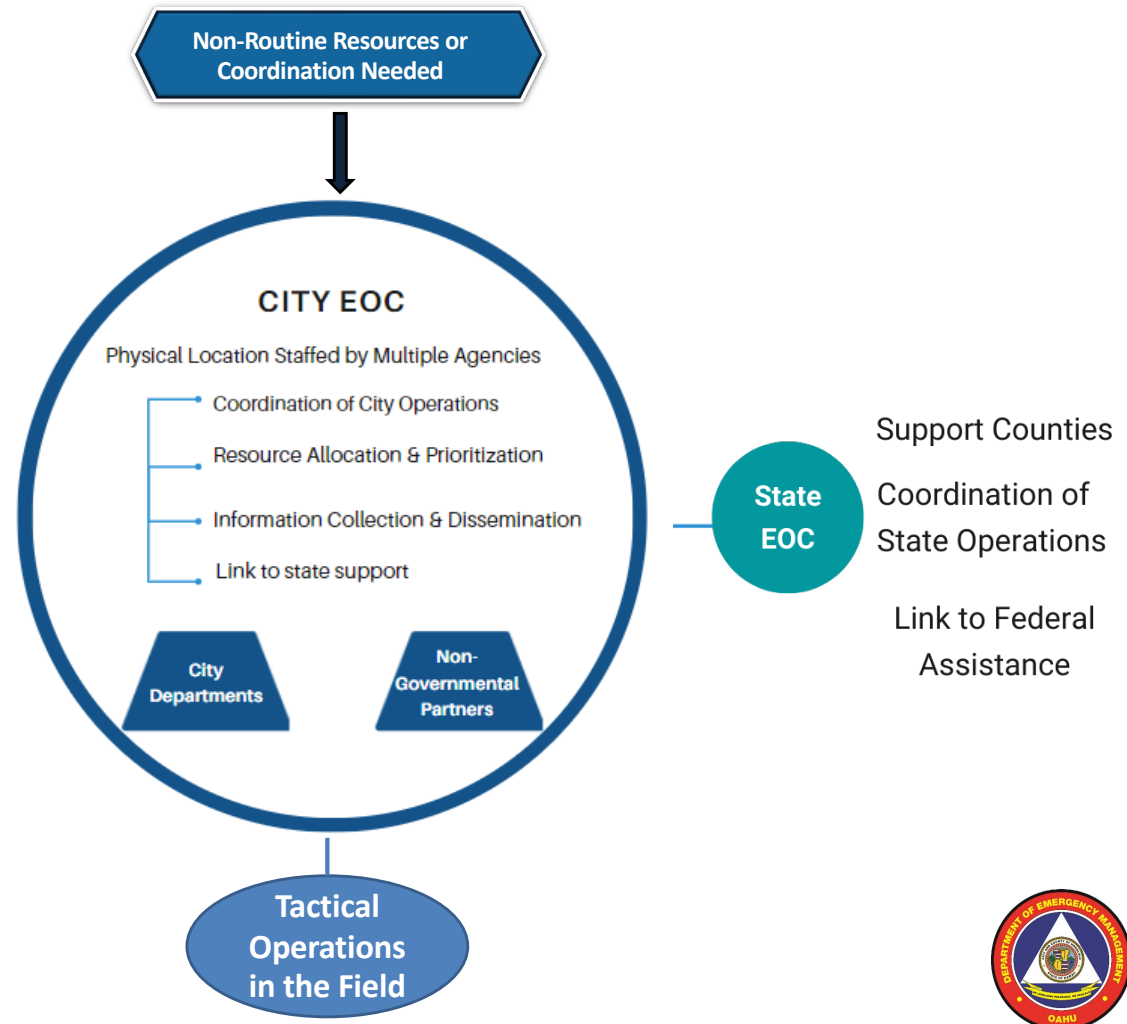 Non-Routine Resources or
Coordination Needed
CITY EOC
Physical Location Staffed by Multiple Agencies
Coordination of City Operations
Resource Allocation & Prioritization
Information Collection & Dissemination
Link to state support
City
Departments
Non-
Governmental
Partners
State
EOC
Support Counties
Coordination of
State Operations
Link to Federal
Assistance
Tactical
Operations
in the Field
DEPARTMENT OF EMERGENCY MANAGEMENT
OAHU